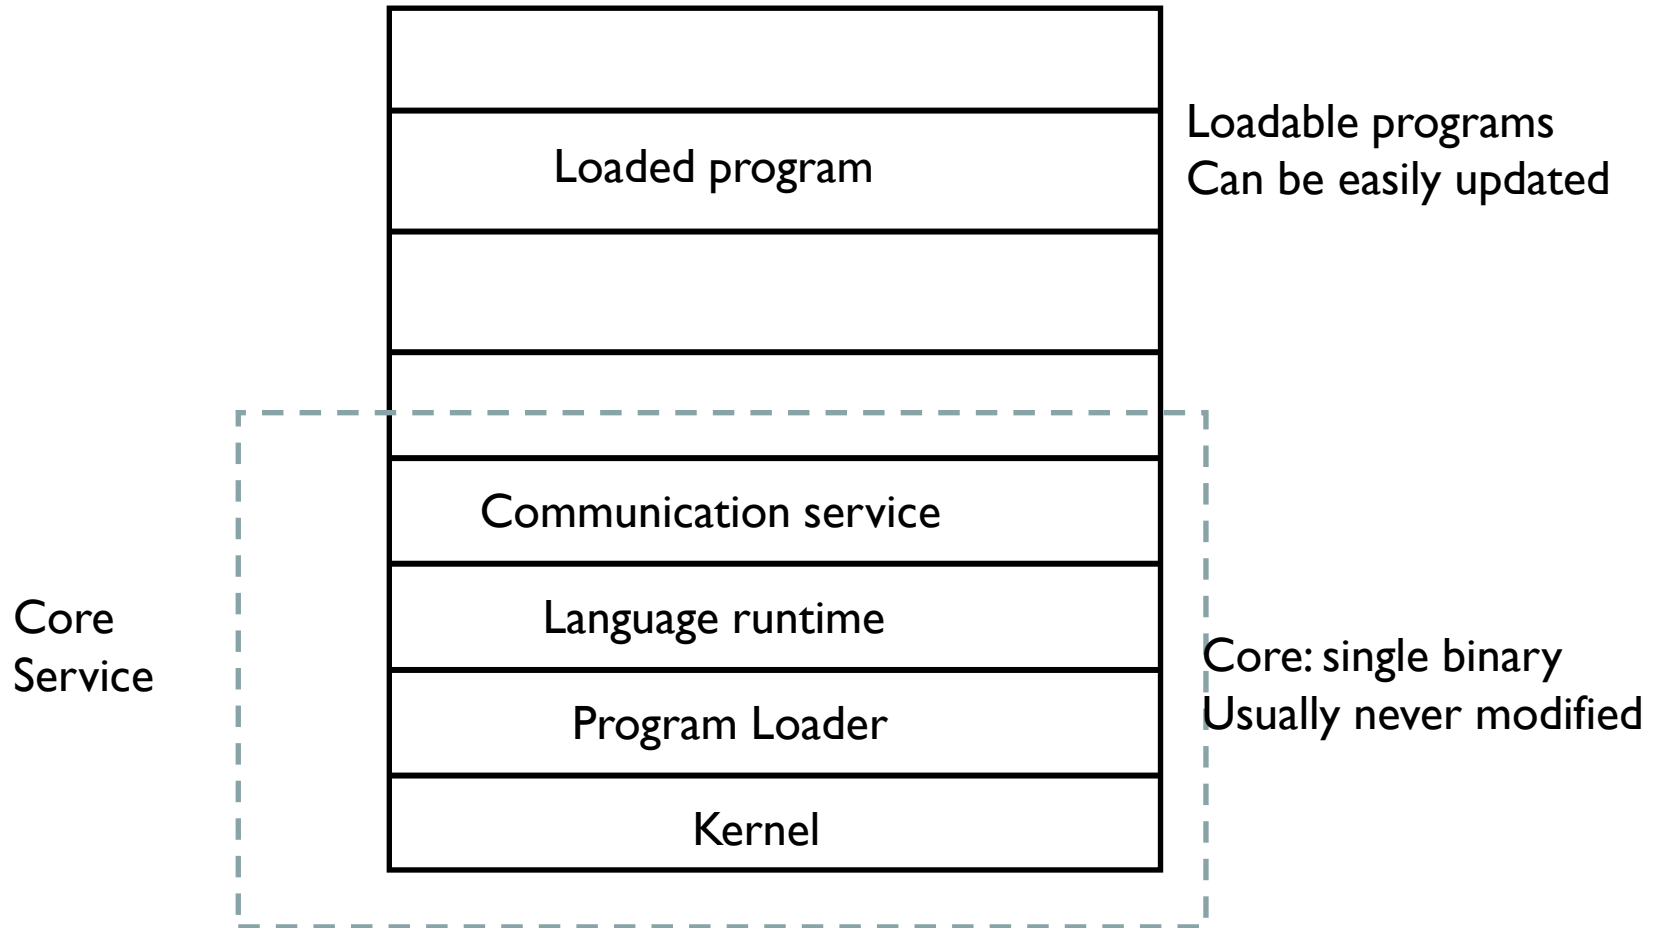 Loadable programs
Can be easily updated
Loaded program
Communication service
Language runtime
Program Loader
Kernel
Core
Service
Core: single binary
Usually never modified